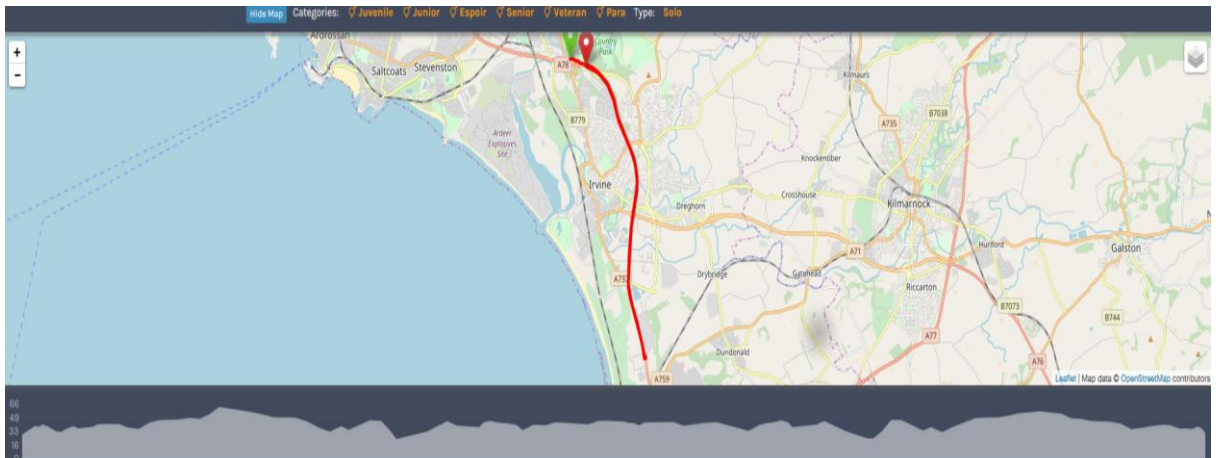 Hide Map Categories: Juvenile Junior Espoir Senior Veteran Para Type: Solo
+
-
Ardrossan
Saltcoats
Stevenston
A78
Country
Park
Kilmaurs
B779
A735
B7038
Ardeer
Explosives
Site
Knockentiber
Irvine
Crosshouse
Dreghorn
Kilmarnock
Hurlford
Galston
N
A71
Drybridge
Gatehead
A737
Riccarton
B7073
B744
A77
Dundonald
A76
A759
Leaflet | Map data © OpenStreetMap contributors
66
49
33
16
0